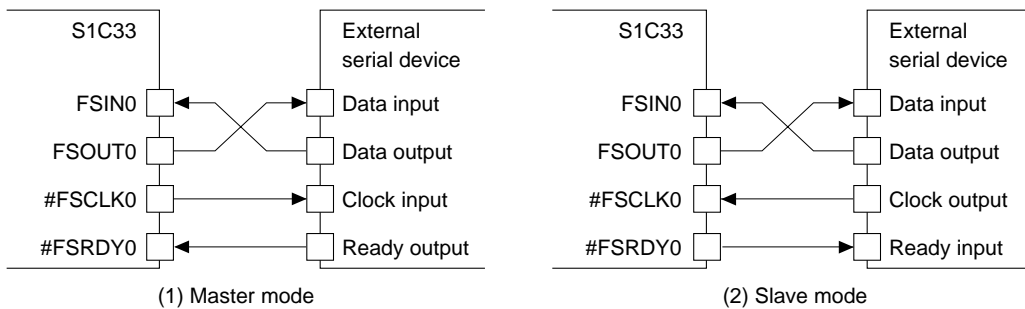 S1C33
External
serial device
FSIN0
Data input
FSOUT0
Data output
#FSCLK0
Clock input
#FSRDY0
Ready output
(1) Master mode
S1C33
External
serial device
FSIN0
Data input
FSOUT0
Data output
#FSCLK0
Clock output
#FSRDY0
Ready input
(2) Slave mode